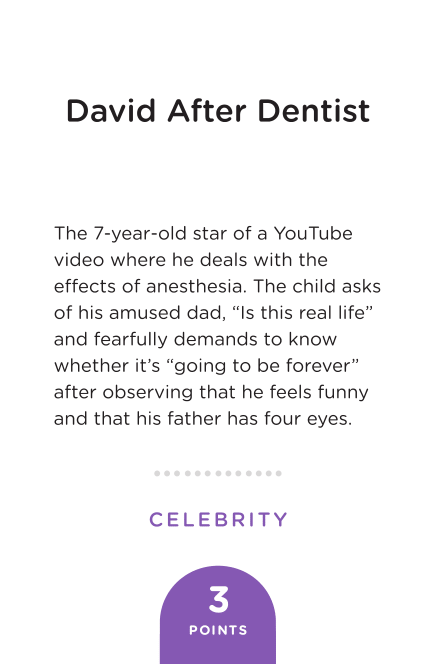 David After Dentist
The 7-year-old star of a YouTube
video where he deals with the
effects of anesthesia. The child asks
of his amused dad, “Is this real life”
and fearfully demands to know
whether it’s “going to be forever”
after observing that he feels funny
and that his father has four eyes.
CELEBRITY
3
POINTS